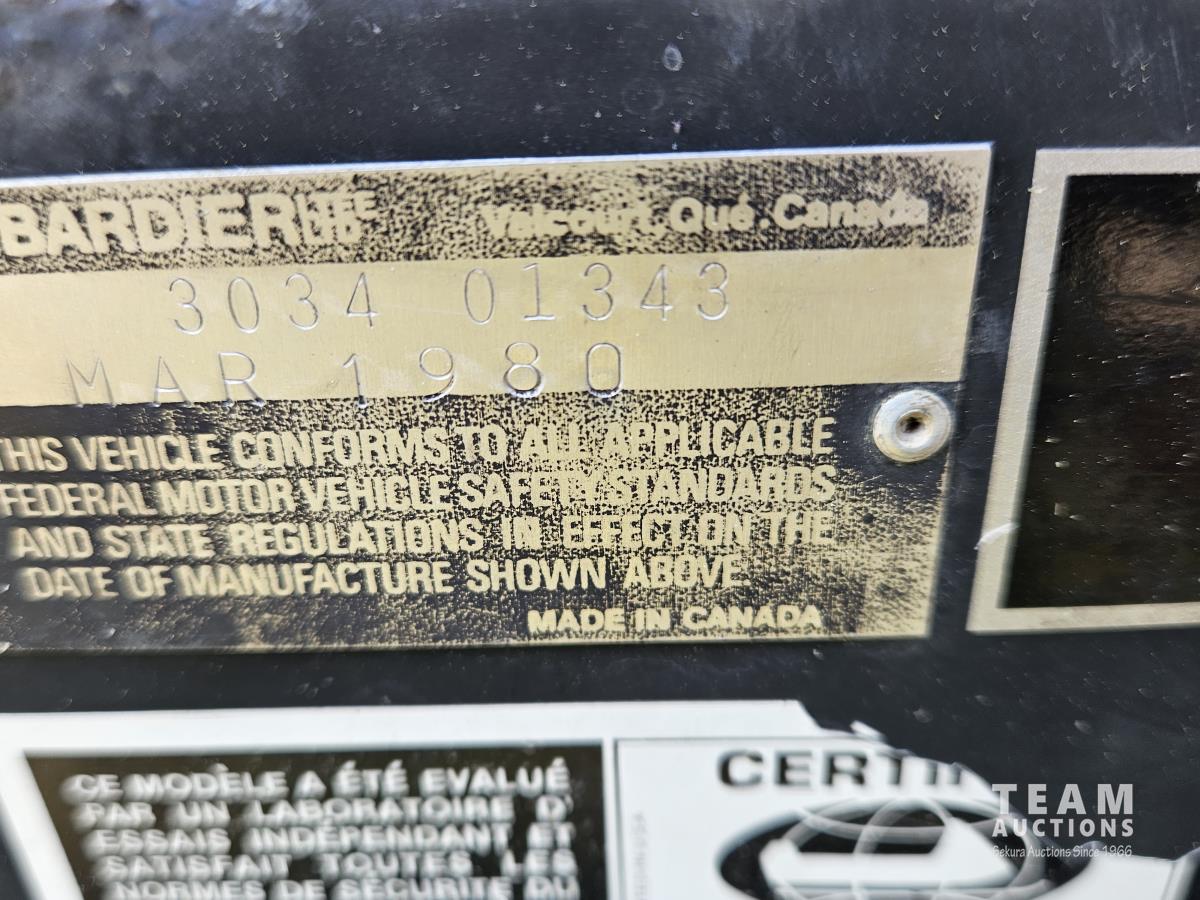 BARDIER LTÉE LTD Valcourt, Qué. Canada
3034 01343
MAR 1980
THIS VEHICLE CONFORMS TO ALL APPLICABLE
FEDERAL MOTOR VEHICLE SAFETY STANDARDS
AND STATE REGULATIONS IN EFFECT ON THE
DATE OF MANUFACTURE SHOWN ABOVE
MADE IN CANADA
CE MODÈLE A ÉTÉ EVALUÉ
PAR UN LABORATOIRE D'
ESSAIS INDÉPENDANT ET
SATISFAIT TOUTES LES
NORMES DE SÉCURITÉ DU
CERTI
TEAM
AUCTIONS
Sekura Auctions Since 1966